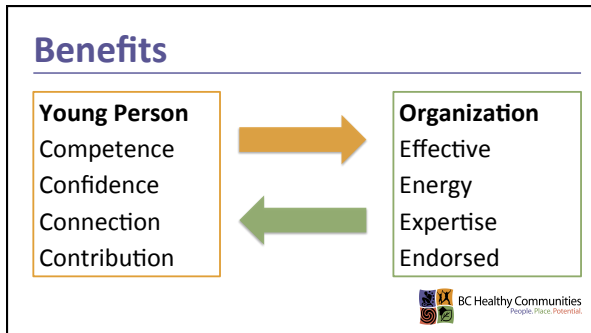 Benefits
Young Person
Competence
Confidence
Connection
Contribution
Organization
Effective
Energy
Expertise
Endorsed
BC Healthy Communities
People. Place. Potential.